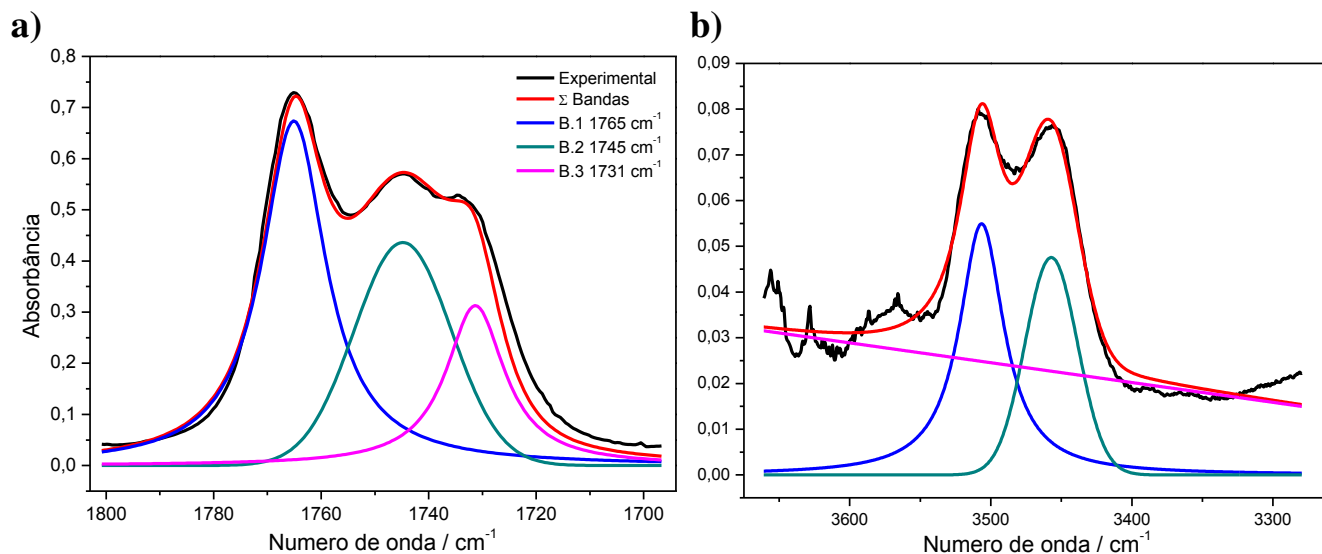 a)
0,8
0,7
0,6
0,5
0,4
0,3
0,2
0,1
0,0
Absorbância
1800 1780 1760 1740 1720 1700
Numero de onda / cm-1
Experimental
Σ Bandas
B.1 1765 cm-1
B.2 1745 cm-1
B.3 1731 cm-1
b)
0,09
0,08
0,07
0,06
0,05
0,04
0,03
0,02
0,01
0,00
3600 3500 3400 3300
Numero de onda / cm-1